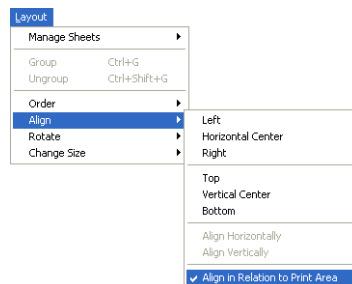 Layout
Manage Sheets
Group Ctrl+G
Ungroup Ctrl+Shift+G
Order
Align
Rotate
Change Size
Left
Horizontal Center
Right
Top
Vertical Center
Bottom
Align Horizontally
Align Vertically
Align in Relation to Print Area